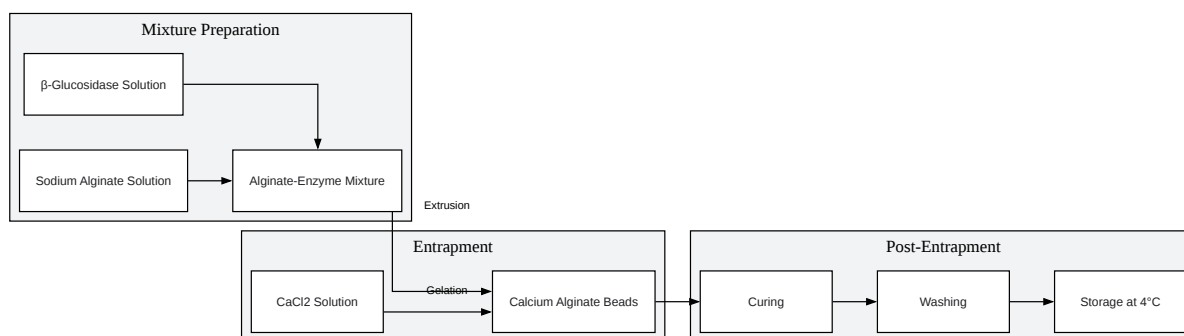 Mixture Preparation
β-Glucosidase Solution
Sodium Alginate Solution
Alginate-Enzyme Mixture
Extrusion
Entrapment
CaCl2 Solution
Gelation
Calcium Alginate Beads
Post-Entrapment
Curing
Washing
Storage at 4°C